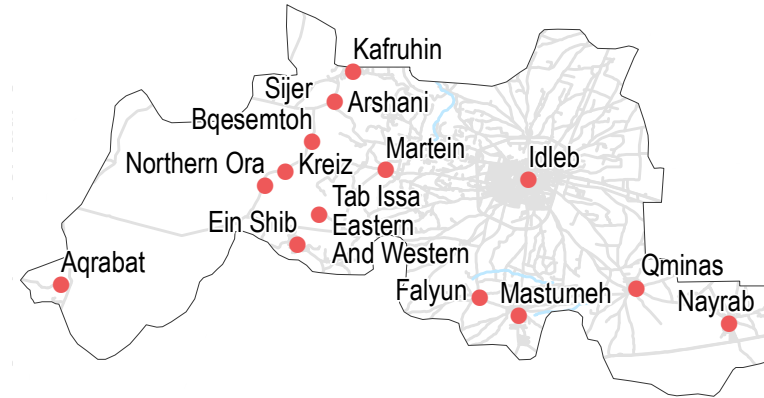 Kafruhin
Sijer
Arshani
Bqesemtoh
Martein
Idleb
Northern Ora
Kreiz
Tab Issa
Eastern
And Western
Ein Shib
Aqrabat
Qminas
Falyun
Mastumeh
Nayrab